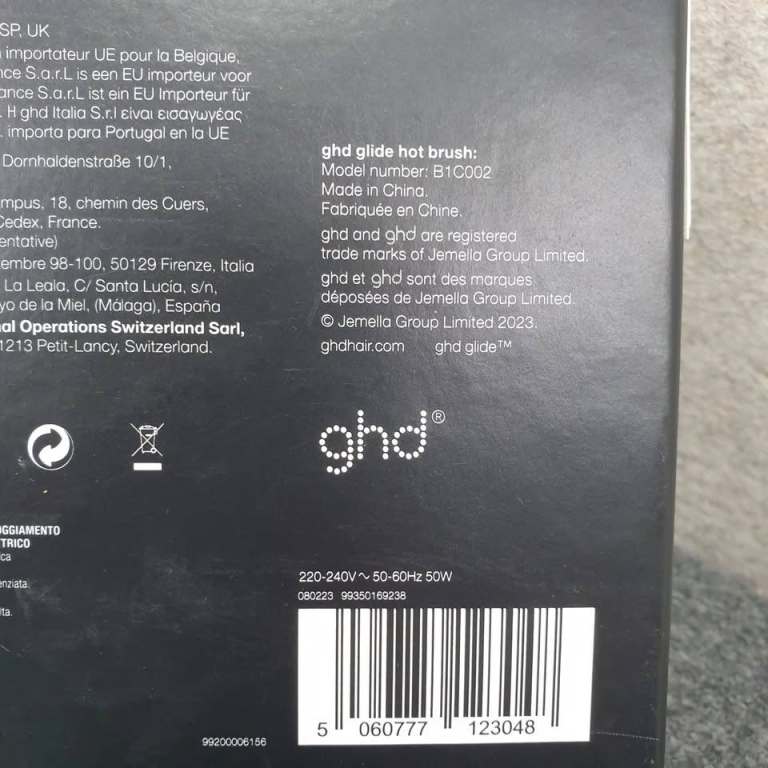 SP, UK
importateur UE pour la Belgique,
nce S.a.r.L is een EU importeur voor
ance S.a.r.L ist ein EU Importeur für
. Η ghd Italia S.r.l είναι εισαγωγέας
. importa para Portugal en la UE
Dornhaldenstraße 10/1,
mpus, 18, chemin des Cuers,
Cedex, France.
entative)
tembre 98-100, 50129 Firenze, Italia
La Leala, C/ Santa Lucía, s/n,
yo de la Miel, (Málaga), España
nal Operations Switzerland Sarl,
1213 Petit-Lancy, Switzerland.
ghd glide hot brush:
Model number: B1C002
Made in China.
Fabriquée en Chine.
ghd and ghd are registered
trade marks of Jemella Group Limited.
ghd et ghd sont des marques
déposées de Jemella Group Limited.
© Jemella Group Limited 2023.
ghdhair.com ghd glide™
ghd®
OGGIAMENTO
TRICO
ca
enziata.
lta.
220-240V~ 50-60Hz 50W
080223 99350169238
5 060777 123048
99200006156